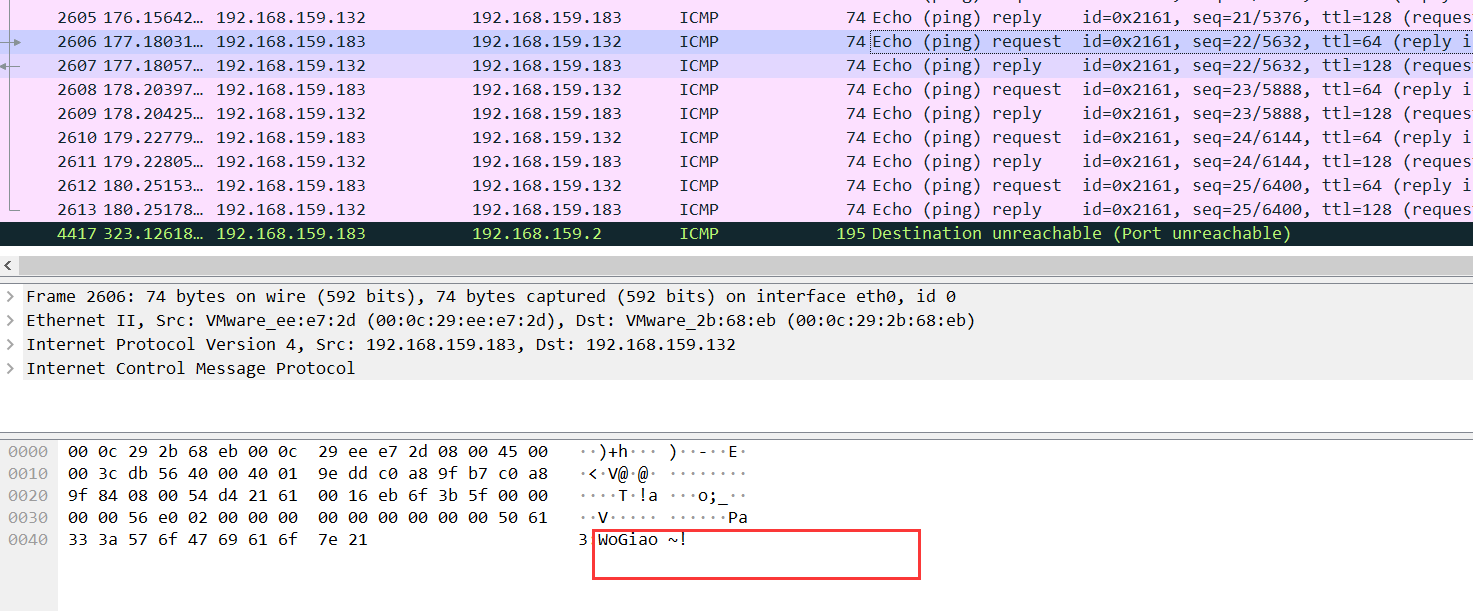 2605 176.15642… 192.168.159.132 192.168.159.183 ICMP 74 Echo (ping) reply id=0x2161, seq=21/5376, ttl=128 (request
2606 177.18031… 192.168.159.183 192.168.159.132 ICMP 74 Echo (ping) request id=0x2161, seq=22/5632, ttl=64 (reply i
2607 177.18057… 192.168.159.132 192.168.159.183 ICMP 74 Echo (ping) reply id=0x2161, seq=22/5632, ttl=128 (reques
2608 178.20397… 192.168.159.183 192.168.159.132 ICMP 74 Echo (ping) request id=0x2161, seq=23/5888, ttl=64 (reply i
2609 178.20425… 192.168.159.132 192.168.159.183 ICMP 74 Echo (ping) reply id=0x2161, seq=23/5888, ttl=128 (reques
2610 179.22779… 192.168.159.183 192.168.159.132 ICMP 74 Echo (ping) request id=0x2161, seq=24/6144, ttl=64 (reply i
2611 179.22805… 192.168.159.132 192.168.159.183 ICMP 74 Echo (ping) reply id=0x2161, seq=24/6144, ttl=128 (reques
2612 180.25153… 192.168.159.183 192.168.159.132 ICMP 74 Echo (ping) request id=0x2161, seq=25/6400, ttl=64 (reply i
2613 180.25178… 192.168.159.132 192.168.159.183 ICMP 74 Echo (ping) reply id=0x2161, seq=25/6400, ttl=128 (reques
4417 323.12618… 192.168.159.183 192.168.159.2 ICMP 195 Destination unreachable (Port unreachable)
Frame 2606: 74 bytes on wire (592 bits), 74 bytes captured (592 bits) on interface eth0, id 0
Ethernet II, Src: VMware_ee:e7:2d (00:0c:29:ee:e7:2d), Dst: VMware_2b:68:eb (00:0c:29:2b:68:eb)
Internet Protocol Version 4, Src: 192.168.159.183, Dst: 192.168.159.132
Internet Control Message Protocol
0000 00 0c 29 2b 68 eb 00 0c 29 ee e7 2d 08 00 45 00 ··)+h··· )··-··E·
0010 00 3c db 56 40 00 40 01 9e dd c0 a8 9f b7 c0 a8 ·<·V@·@· ········
0020 9f 84 08 00 54 d4 21 61 00 16 eb 6f 3b 5f 00 00 ····T·!a ···o;_··
0030 00 00 56 e0 02 00 00 00 00 00 00 00 00 00 50 61 ··V····· ······Pa
0040 33 3a 57 6f 47 69 61 6f 7e 21 3:WoGiao ~!